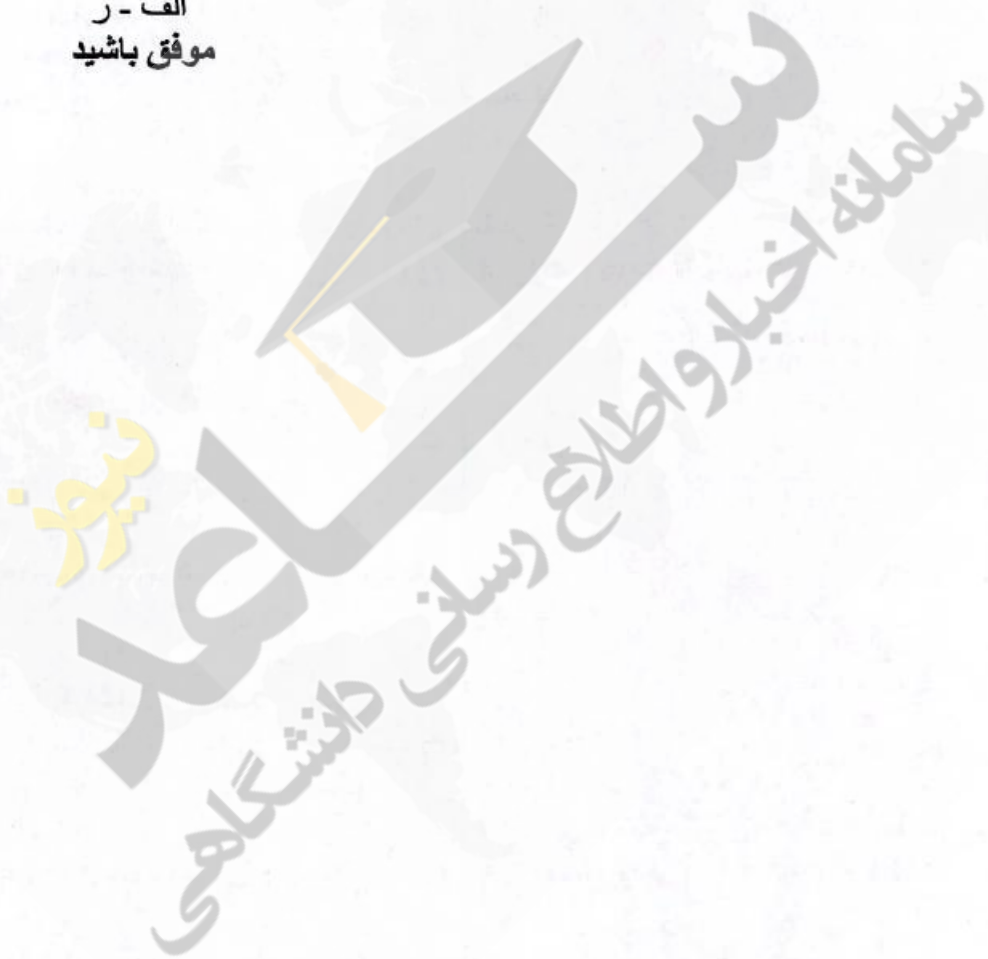 الف - ر
موفق باشید
ساعد
نیوز
سامانه اخبار و اطلاع رسانی دانشگاهی